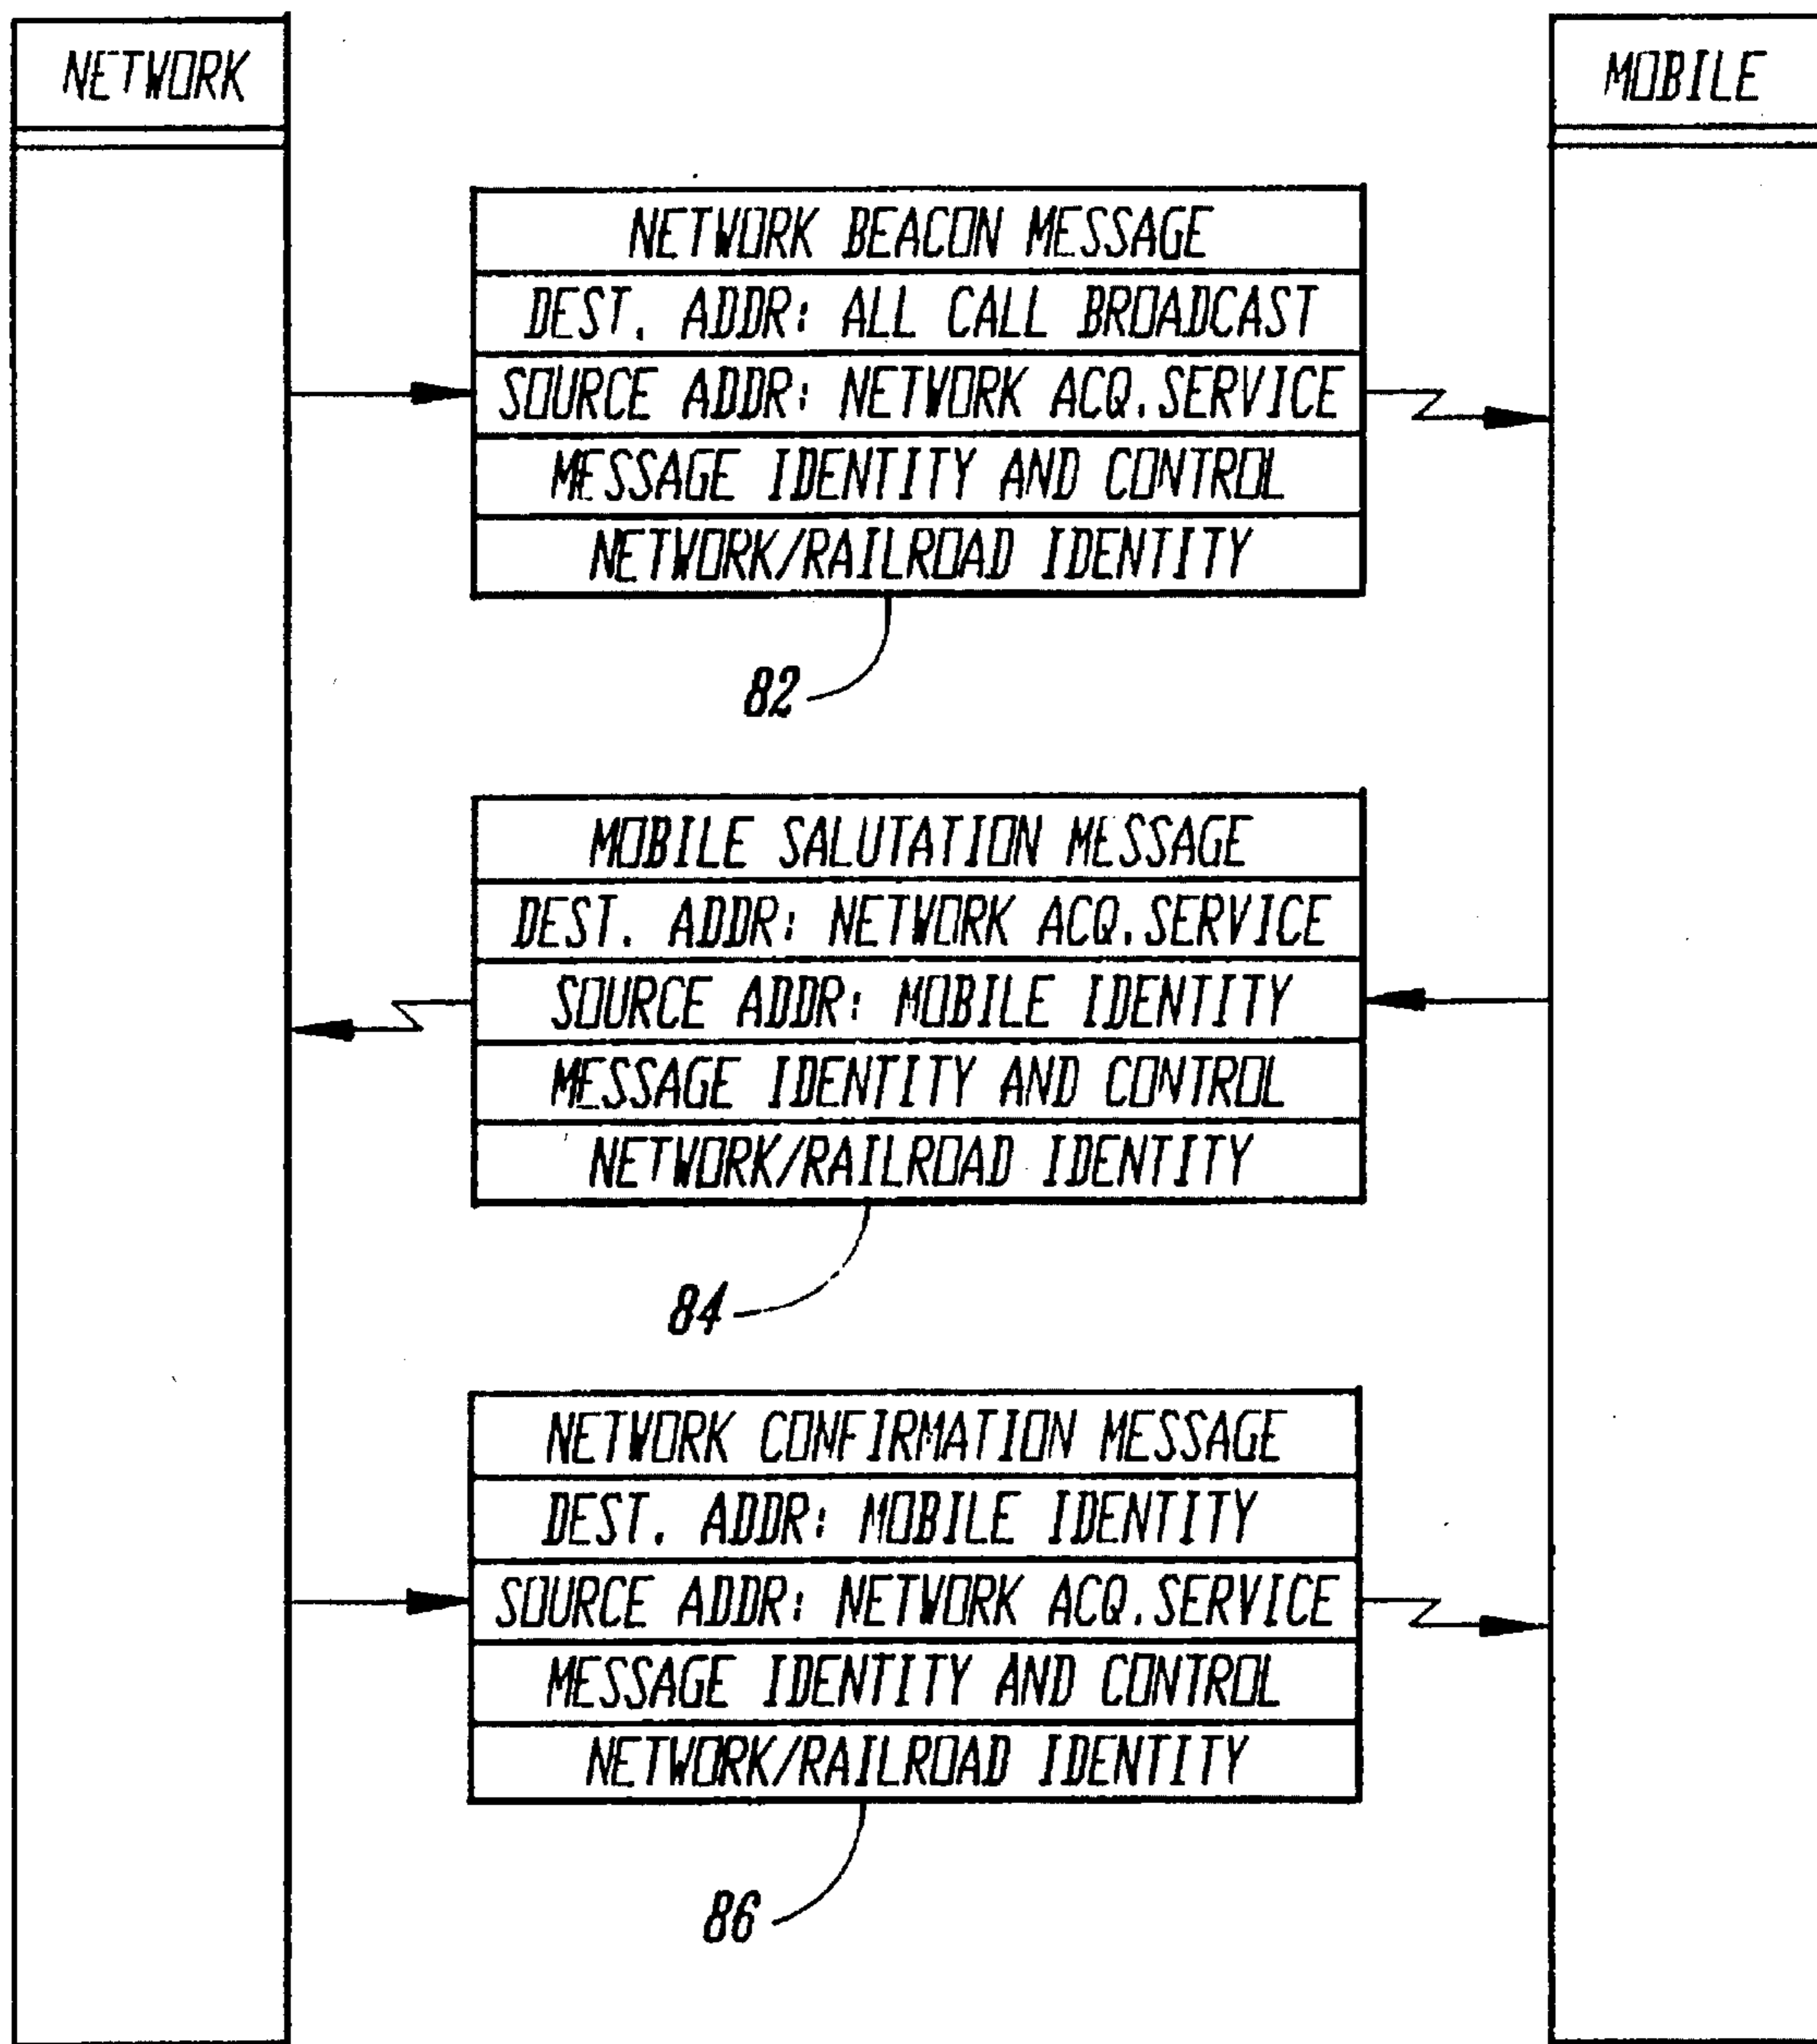 NETWORK
MOBILE
NETWORK BEACON MESSAGE
DEST. ADDR: ALL CALL BROADCAST
SOURCE ADDR: NETWORK ACQ.SERVICE
MESSAGE IDENTITY AND CONTROL
NETWORK/RAILROAD IDENTITY
82
MOBILE SALUTATION MESSAGE
DEST. ADDR: NETWORK ACQ.SERVICE
SOURCE ADDR: MOBILE IDENTITY
MESSAGE IDENTITY AND CONTROL
NETWORK/RAILROAD IDENTITY
84
NETWORK CONFIRMATION MESSAGE
DEST. ADDR: MOBILE IDENTITY
SOURCE ADDR: NETWORK ACQ.SERVICE
MESSAGE IDENTITY AND CONTROL
NETWORK/RAILROAD IDENTITY
86